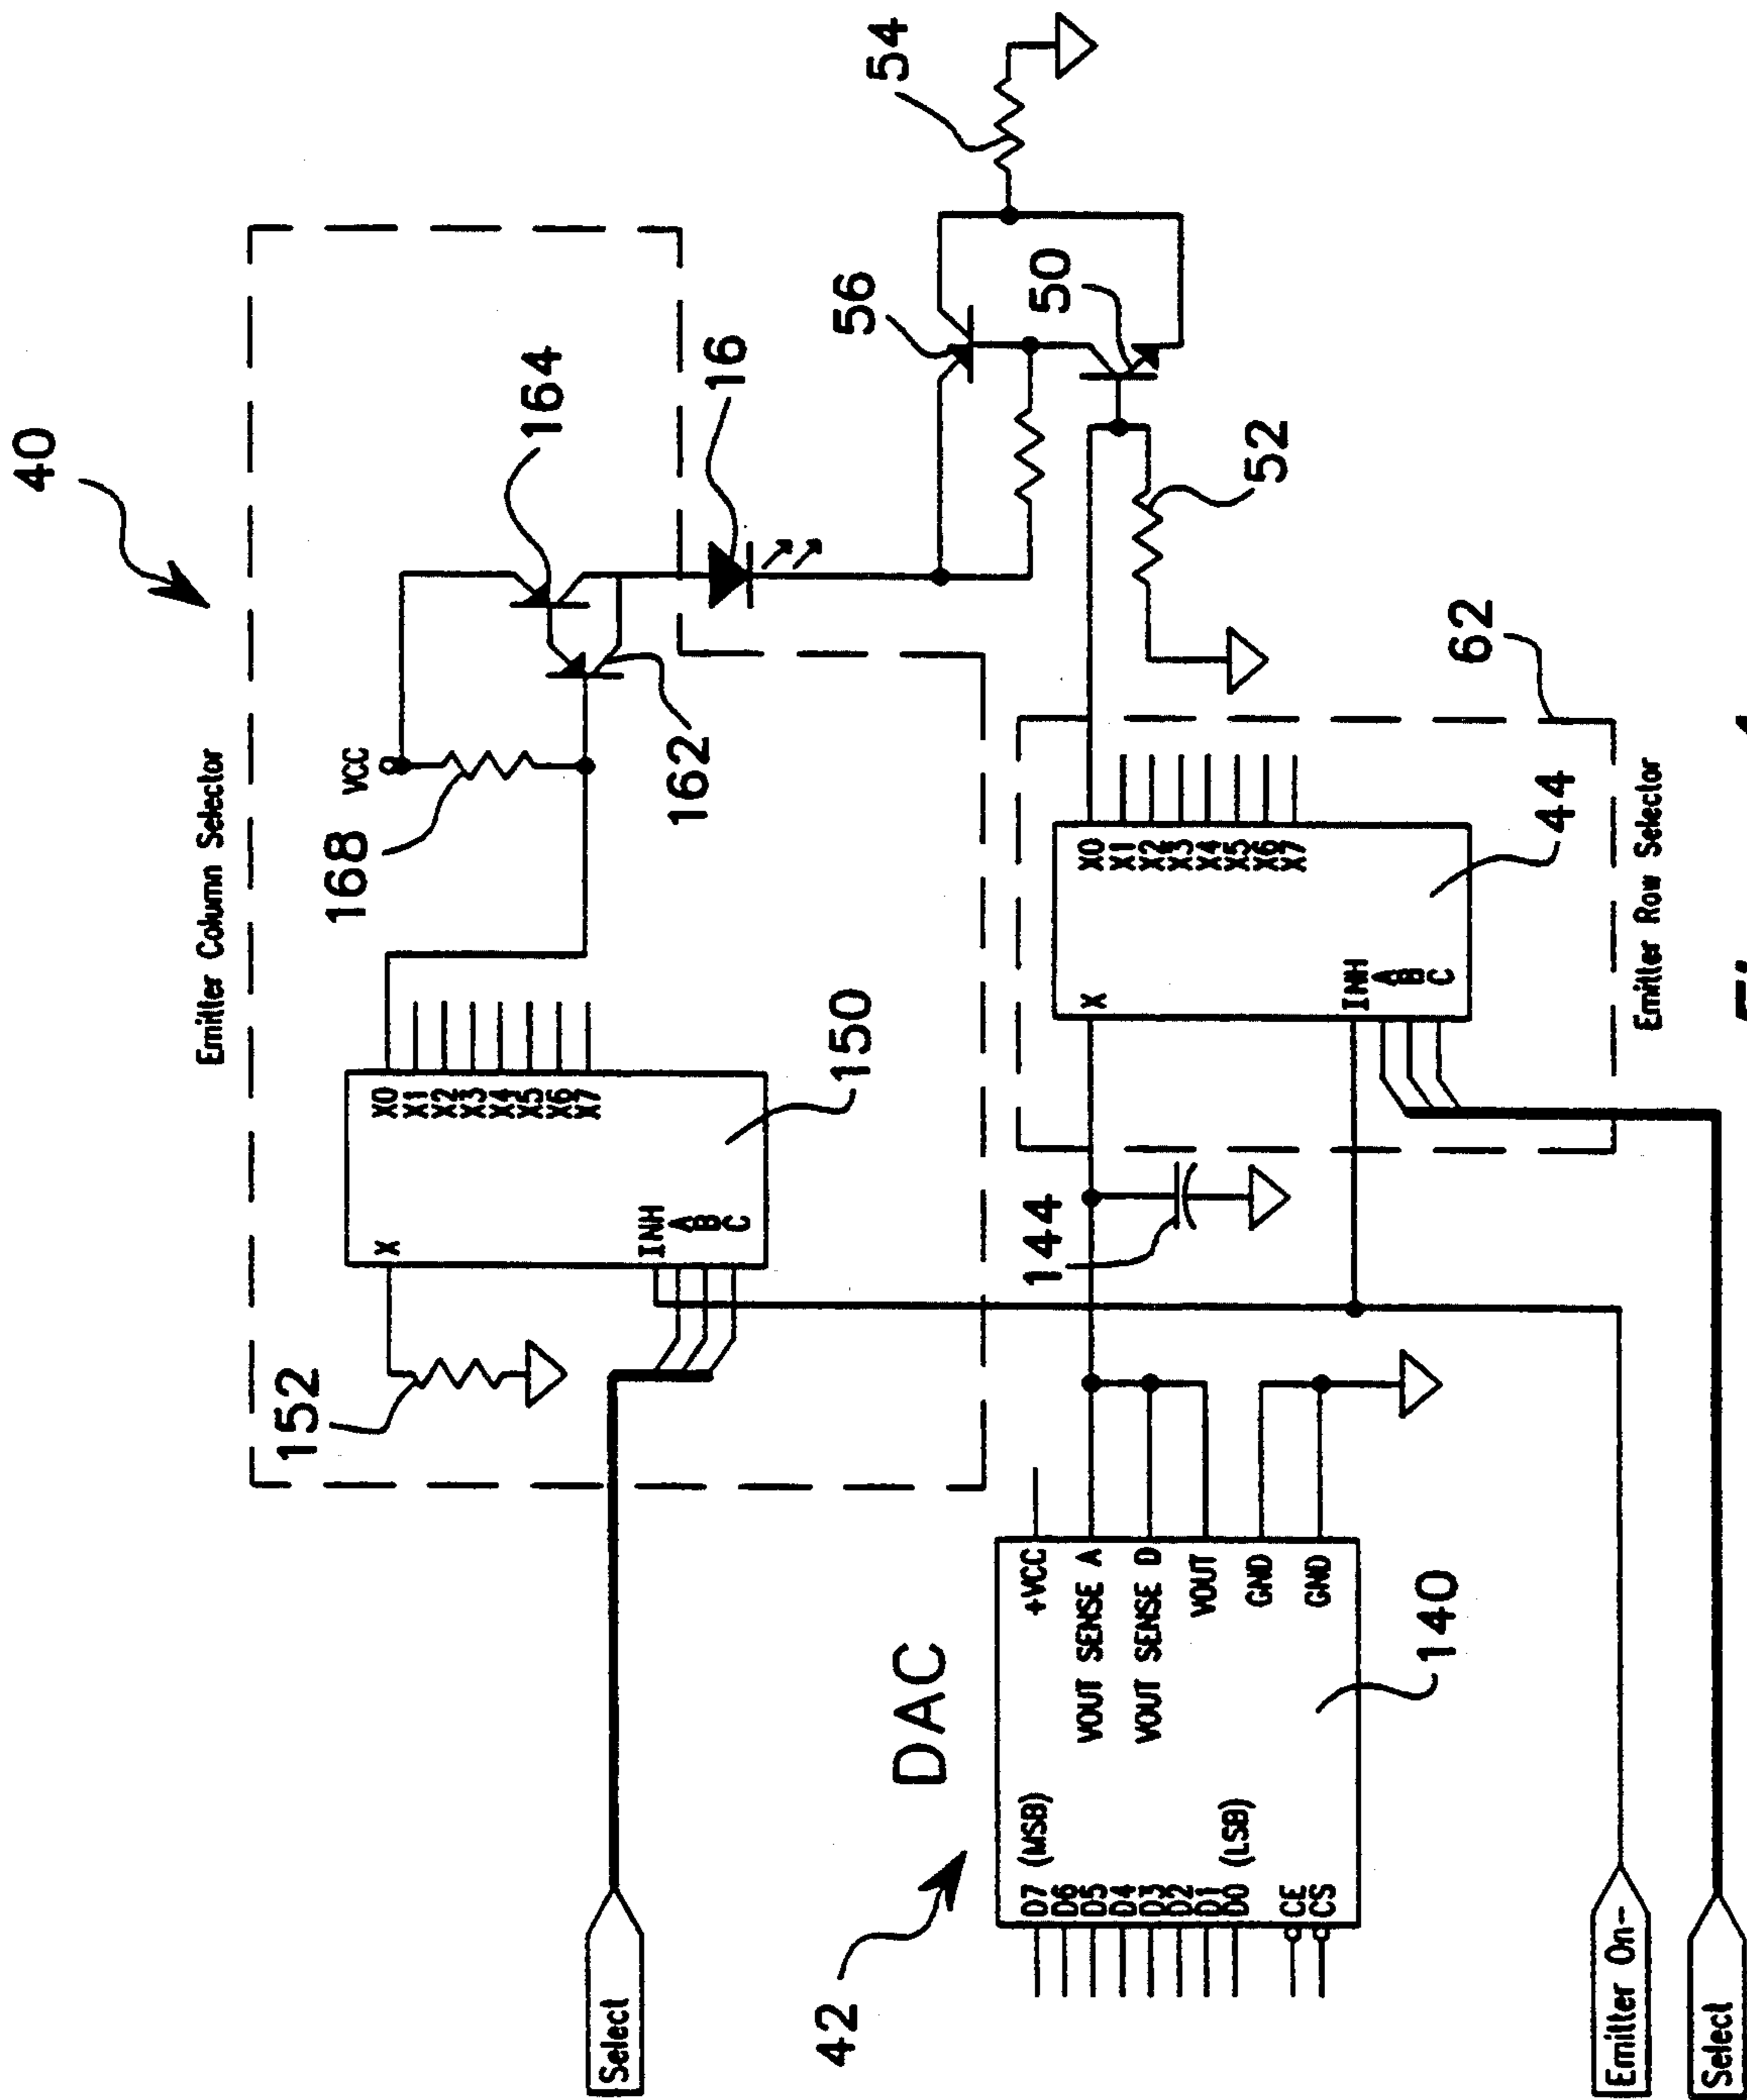 40
Emitter Column Selector
VCC
168
164
162
16
X0
X1
X2
X3
X4
X5
X6
X7
X
INH
A
B
C
150
152
Select
54
56
50
52
62
44
X0
X1
X2
X3
X4
X5
X6
X7
X
INH
A
B
C
Emitter Row Selector
144
DAC
42
D7 (MSB)
D6
D5
D4
D3
D2
D1
D0 (LSB)
CE
CS
+VCC
VOUT SENSE A
VOUT SENSE D
VOUT
GND
GND
140
Emitter On-
Select